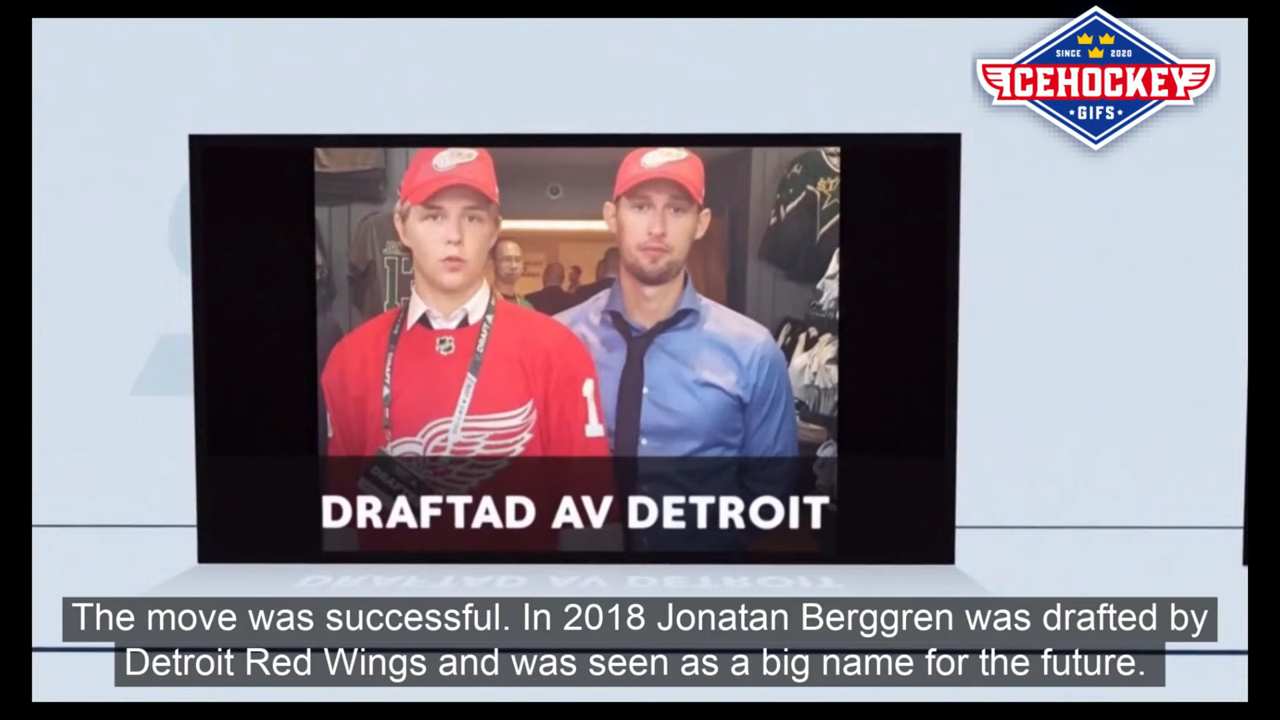 SINCE 2020
ICEHOCKEY
GIFS
DRAFT
DRAFTAD AV DETROIT
The move was successful. In 2018 Jonatan Berggren was drafted by
Detroit Red Wings and was seen as a big name for the future.